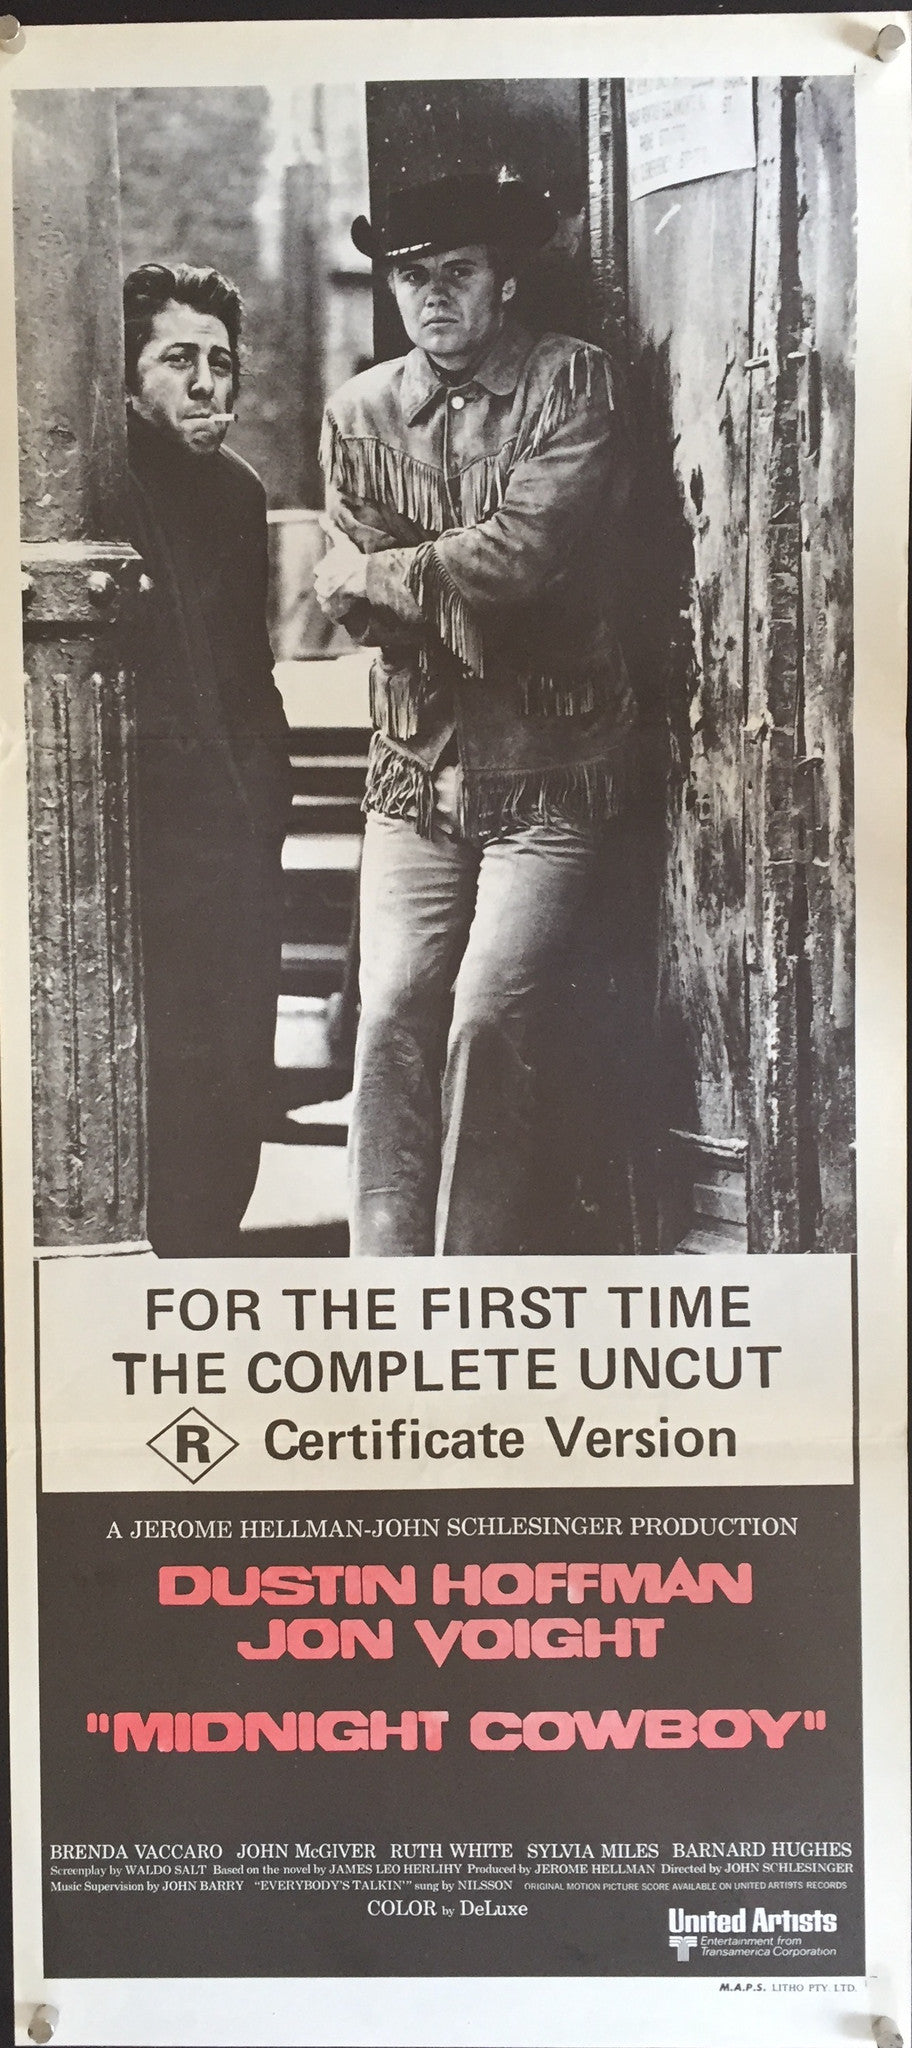 FOR THE FIRST TIME
THE COMPLETE UNCUT
R Certificate Version
A JEROME HELLMAN-JOHN SCHLESINGER PRODUCTION
DUSTIN HOFFMAN
JON VOIGHT
"MIDNIGHT COWBOY"
BRENDA VACCARO JOHN McGIVER RUTH WHITE SYLVIA MILES BARNARD HUGHES
Screenplay by WALDO SALT Based on the novel by JAMES LEO HERLIHY Produced by JEROME HELLMAN Directed by JOHN SCHLESINGER
Music Supervision by JOHN BARRY "EVERYBODY'S TALKIN'" sung by NILSSON ORIGINAL MOTION PICTURE SCORE AVAILABLE ON UNITED ARTISTS RECORDS
COLOR by DeLuxe
United Artists
Entertainment from
Transamerica Corporation
M.A.P.S. LITHO PTY. LTD.